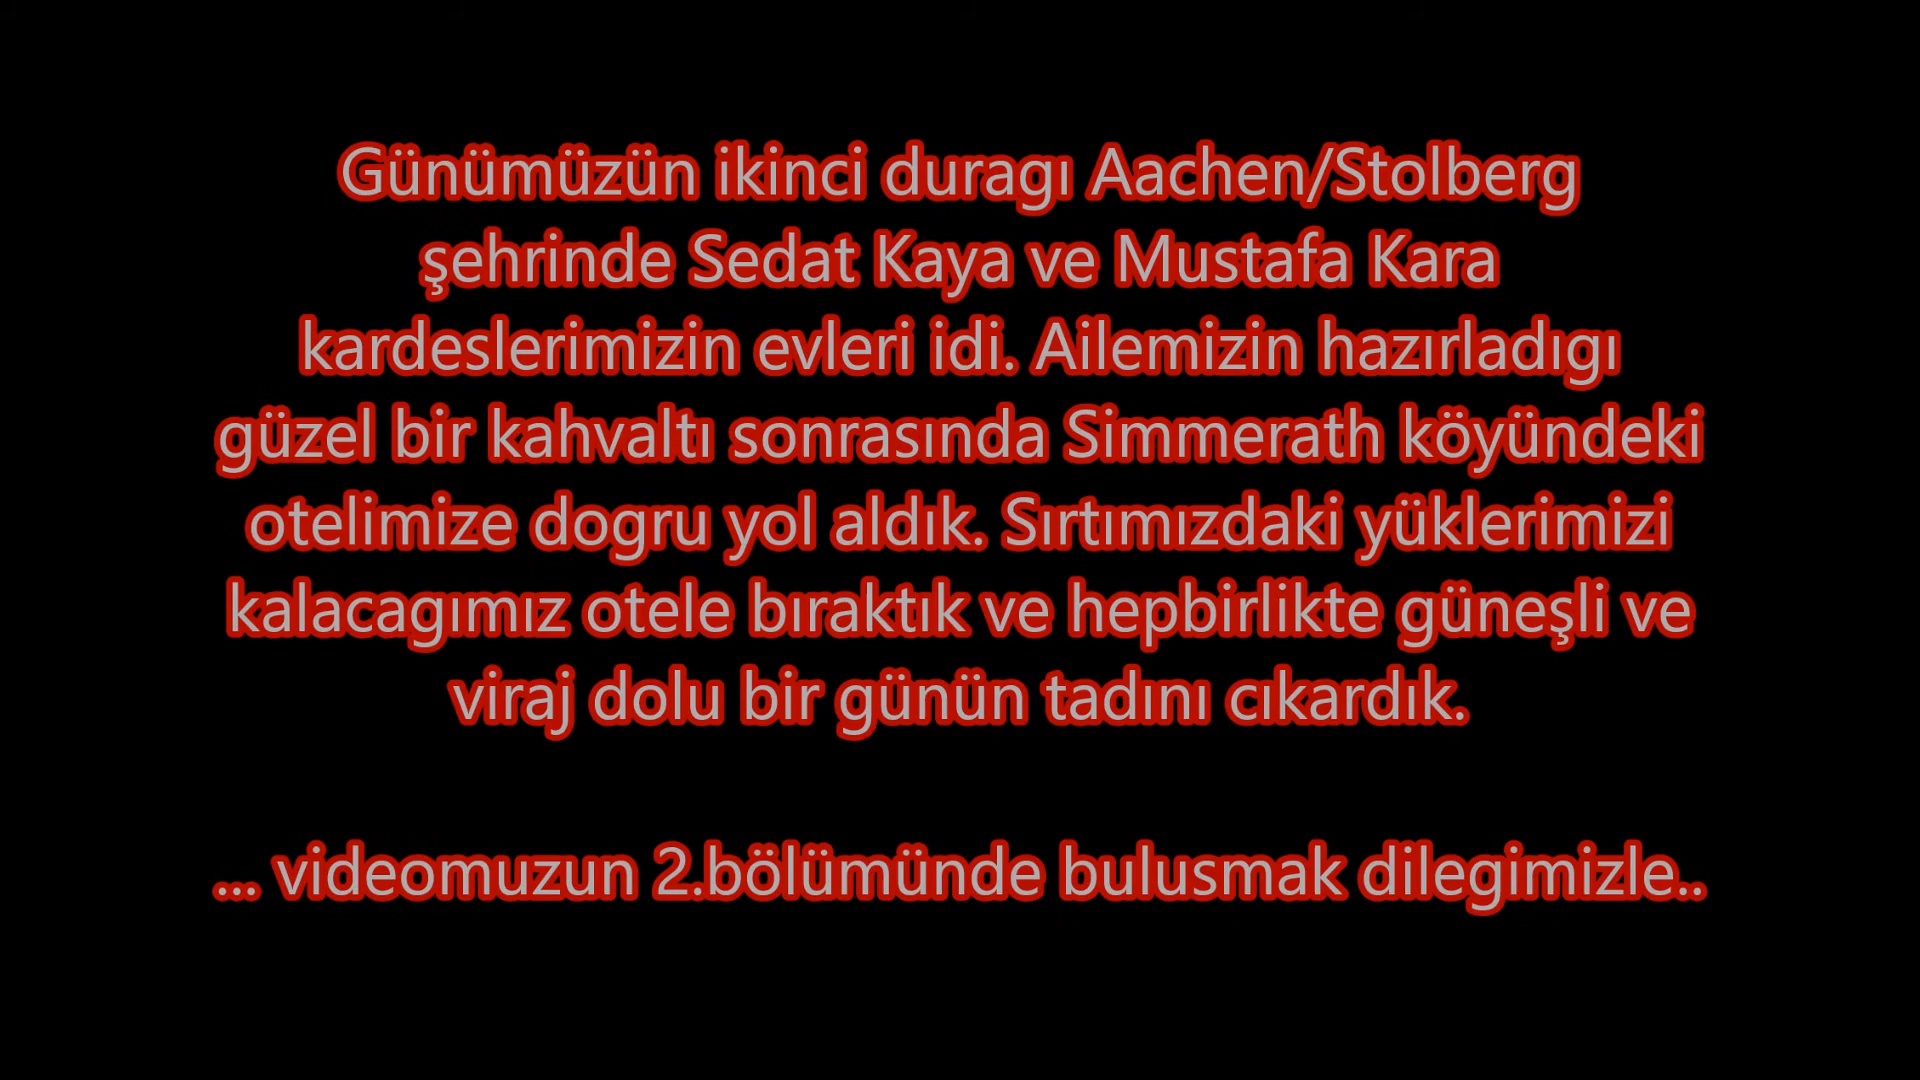 Günümüzün ikinci duragı Aachen/Stolberg
şehrinde Sedat Kaya ve Mustafa Kara
kardeslerimizin evleri idi. Ailemizin hazırladıgı
güzel bir kahvaltı sonrasında Simmerath köyündeki
otelimize dogru yol aldık. Sırtımızdaki yüklerimizi
kalacagımız otele bıraktık ve hepbirlikte güneşli ve
viraj dolu bir günün tadını cıkardık.
... videomuzun 2.bölümünde bulusmak dilegimizle..